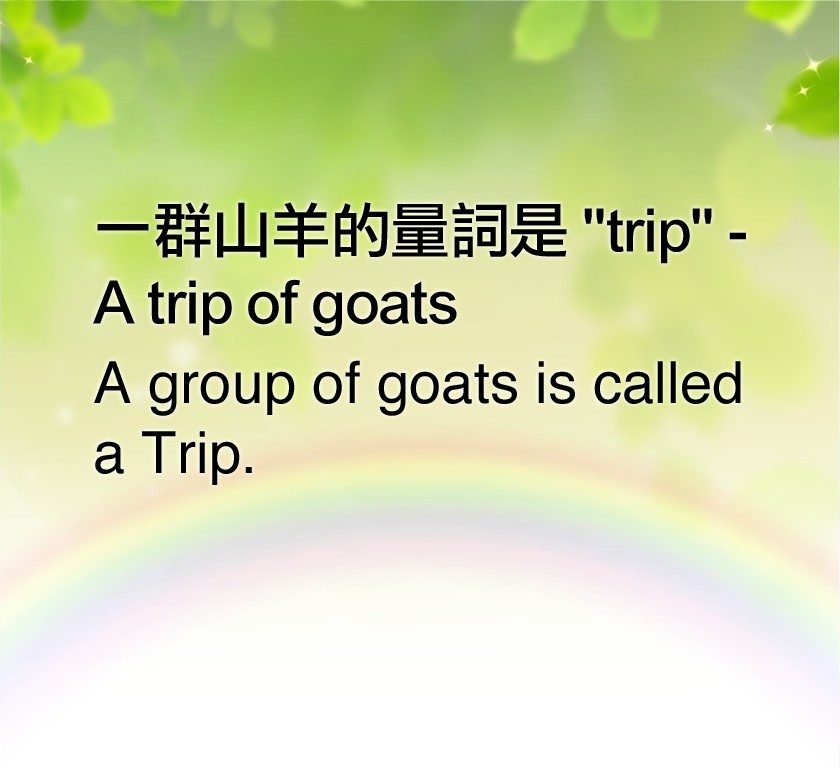 一群山羊的量詞是 "trip" -
A trip of goats
A group of goats is called
a Trip.